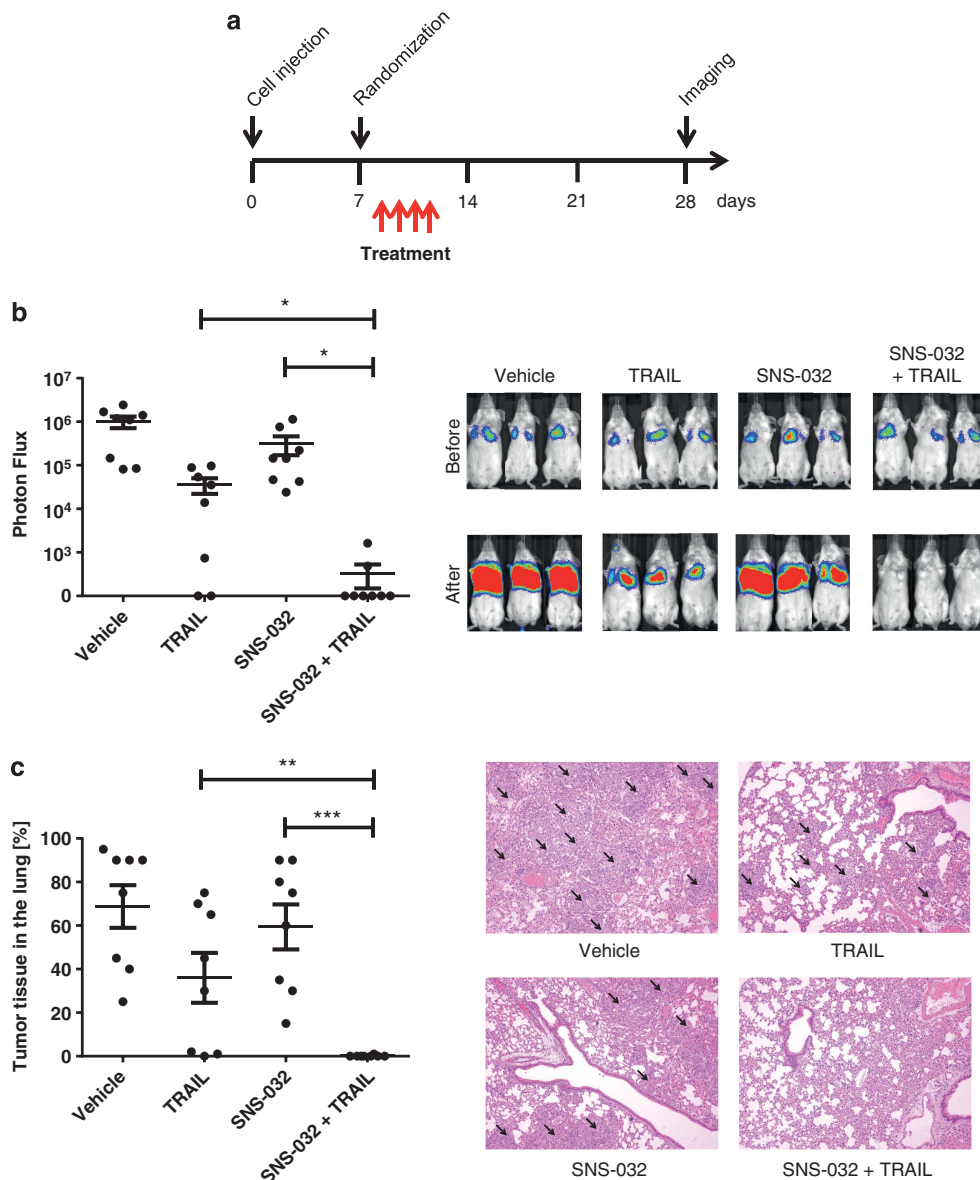 a
Cell injection
Randomization
Imaging
0
7
14
21
28
days
Treatment
b
*
*
Photon Flux
10⁷
10⁶
10⁵
10⁴
10³
0
Vehicle
TRAIL
SNS-032
SNS-032 + TRAIL
Vehicle
TRAIL
SNS-032
SNS-032
+ TRAIL
Before
After
c
**
***
Tumor tissue in the lung [%]
100
80
60
40
20
0
Vehicle
TRAIL
SNS-032
SNS-032 + TRAIL
Vehicle
TRAIL
SNS-032
SNS-032 + TRAIL